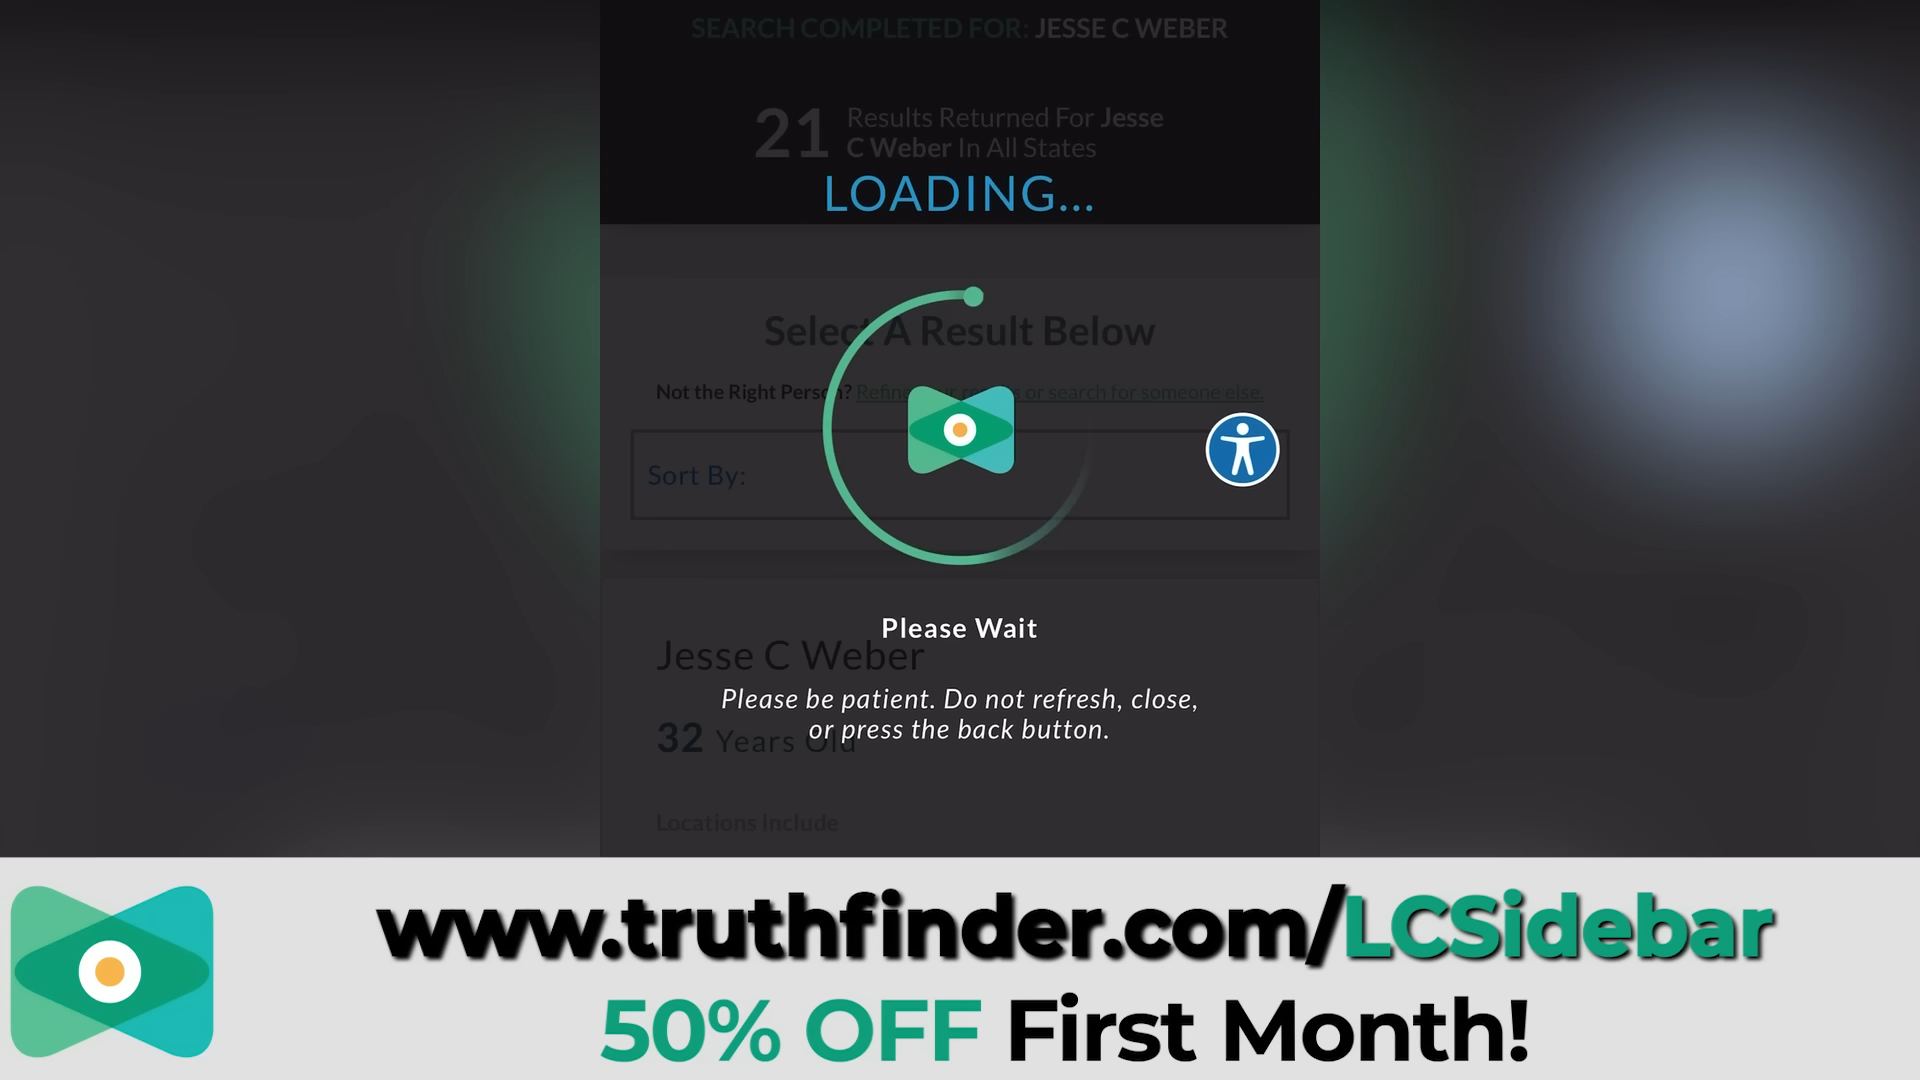 SEARCH COMPLETED FOR: JESSE C WEBER
21
Results Returned For Jesse
C Weber In All States
LOADING...
Select A Result Below
Not the Right Person? Refine your results or search for someone else.
Sort By:
Please Wait
Jesse C Weber
Please be patient. Do not refresh, close,
or press the back button.
32 Years Old
Locations Include
www.truthfinder.com/LCSidebar
50% OFF First Month!